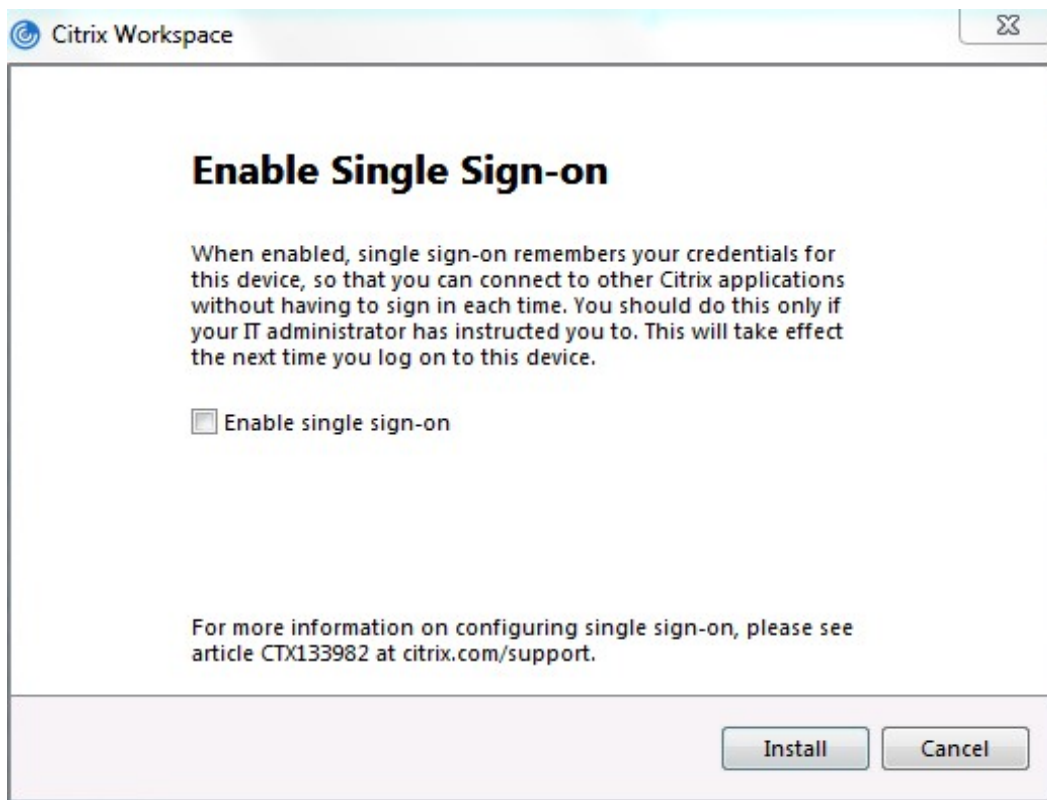 Citrix Workspace
Enable Single Sign-on
When enabled, single sign-on remembers your credentials for
this device, so that you can connect to other Citrix applications
without having to sign in each time. You should do this only if
your IT administrator has instructed you to. This will take effect
the next time you log on to this device.
Enable single sign-on
For more information on configuring single sign-on, please see
article CTX133982 at citrix.com/support.
Install Cancel